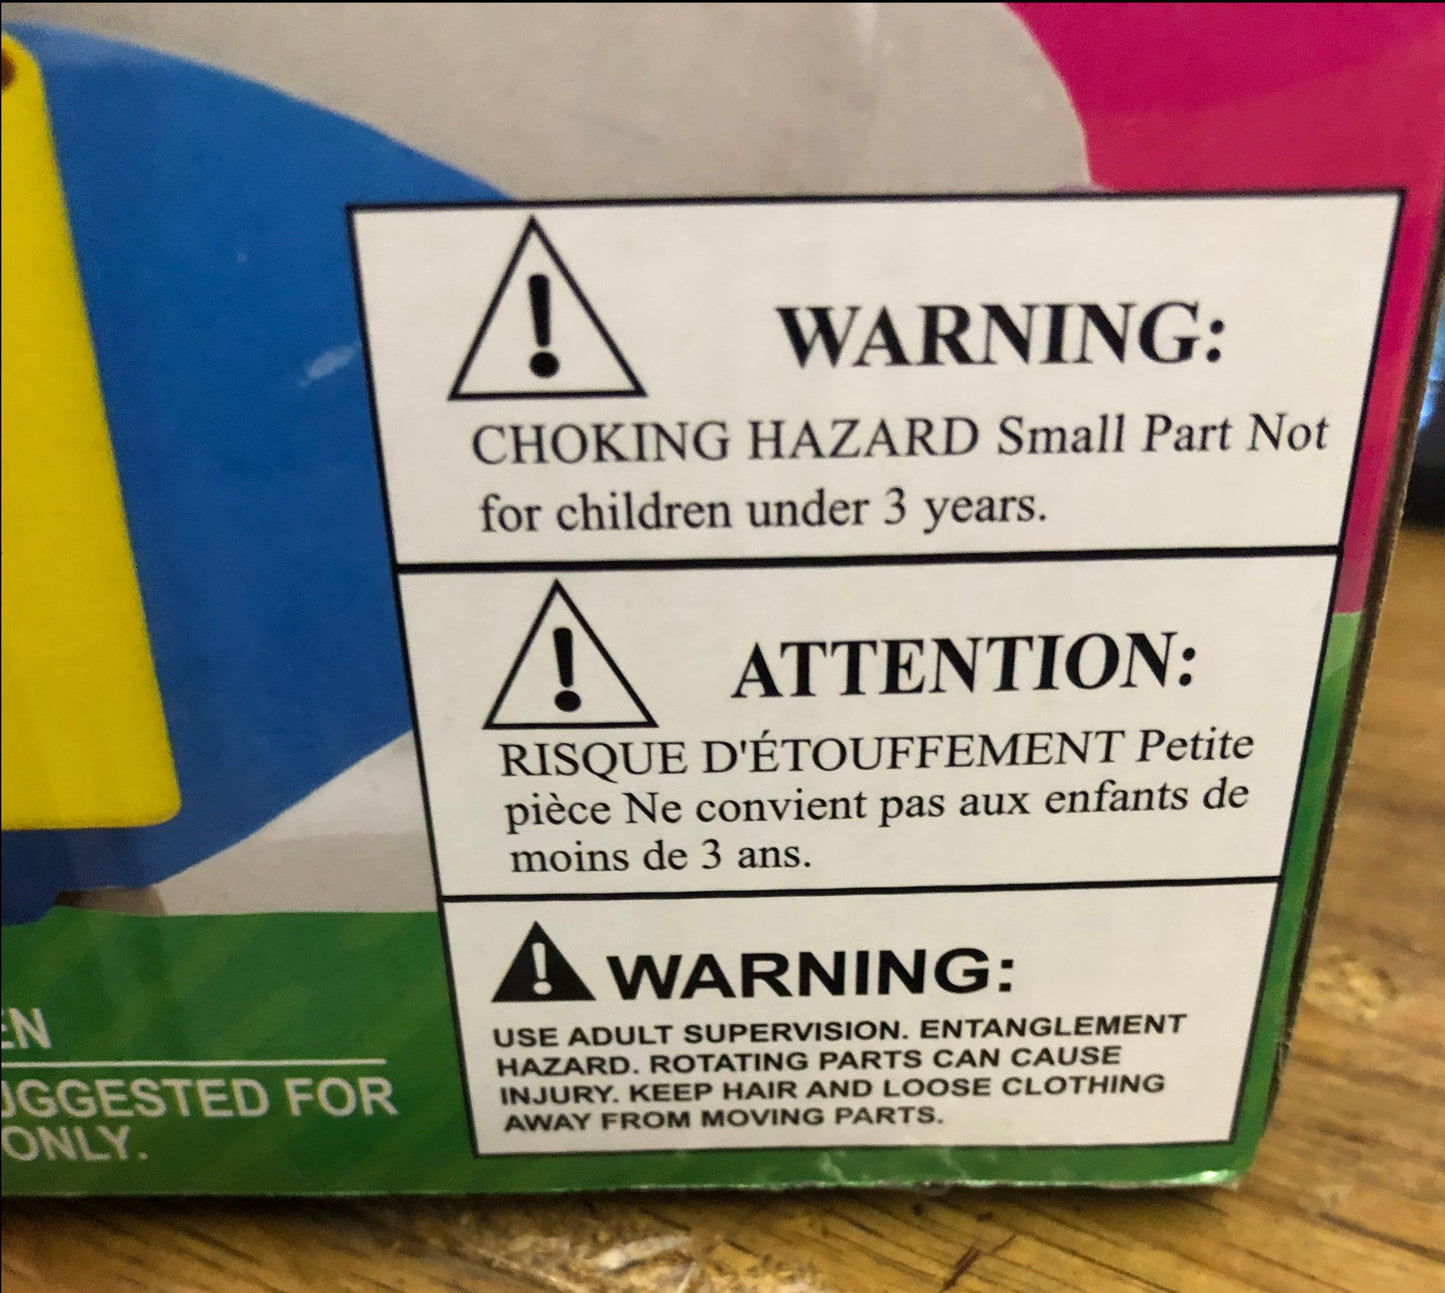 WARNING:
CHOKING HAZARD Small Part Not
for children under 3 years.
ATTENTION:
RISQUE D'ÉTOUFFEMENT Petite
pièce Ne convient pas aux enfants de
moins de 3 ans.
WARNING:
USE ADULT SUPERVISION. ENTANGLEMENT
HAZARD. ROTATING PARTS CAN CAUSE
INJURY. KEEP HAIR AND LOOSE CLOTHING
AWAY FROM MOVING PARTS.
EN
UGGESTED FOR
ONLY.